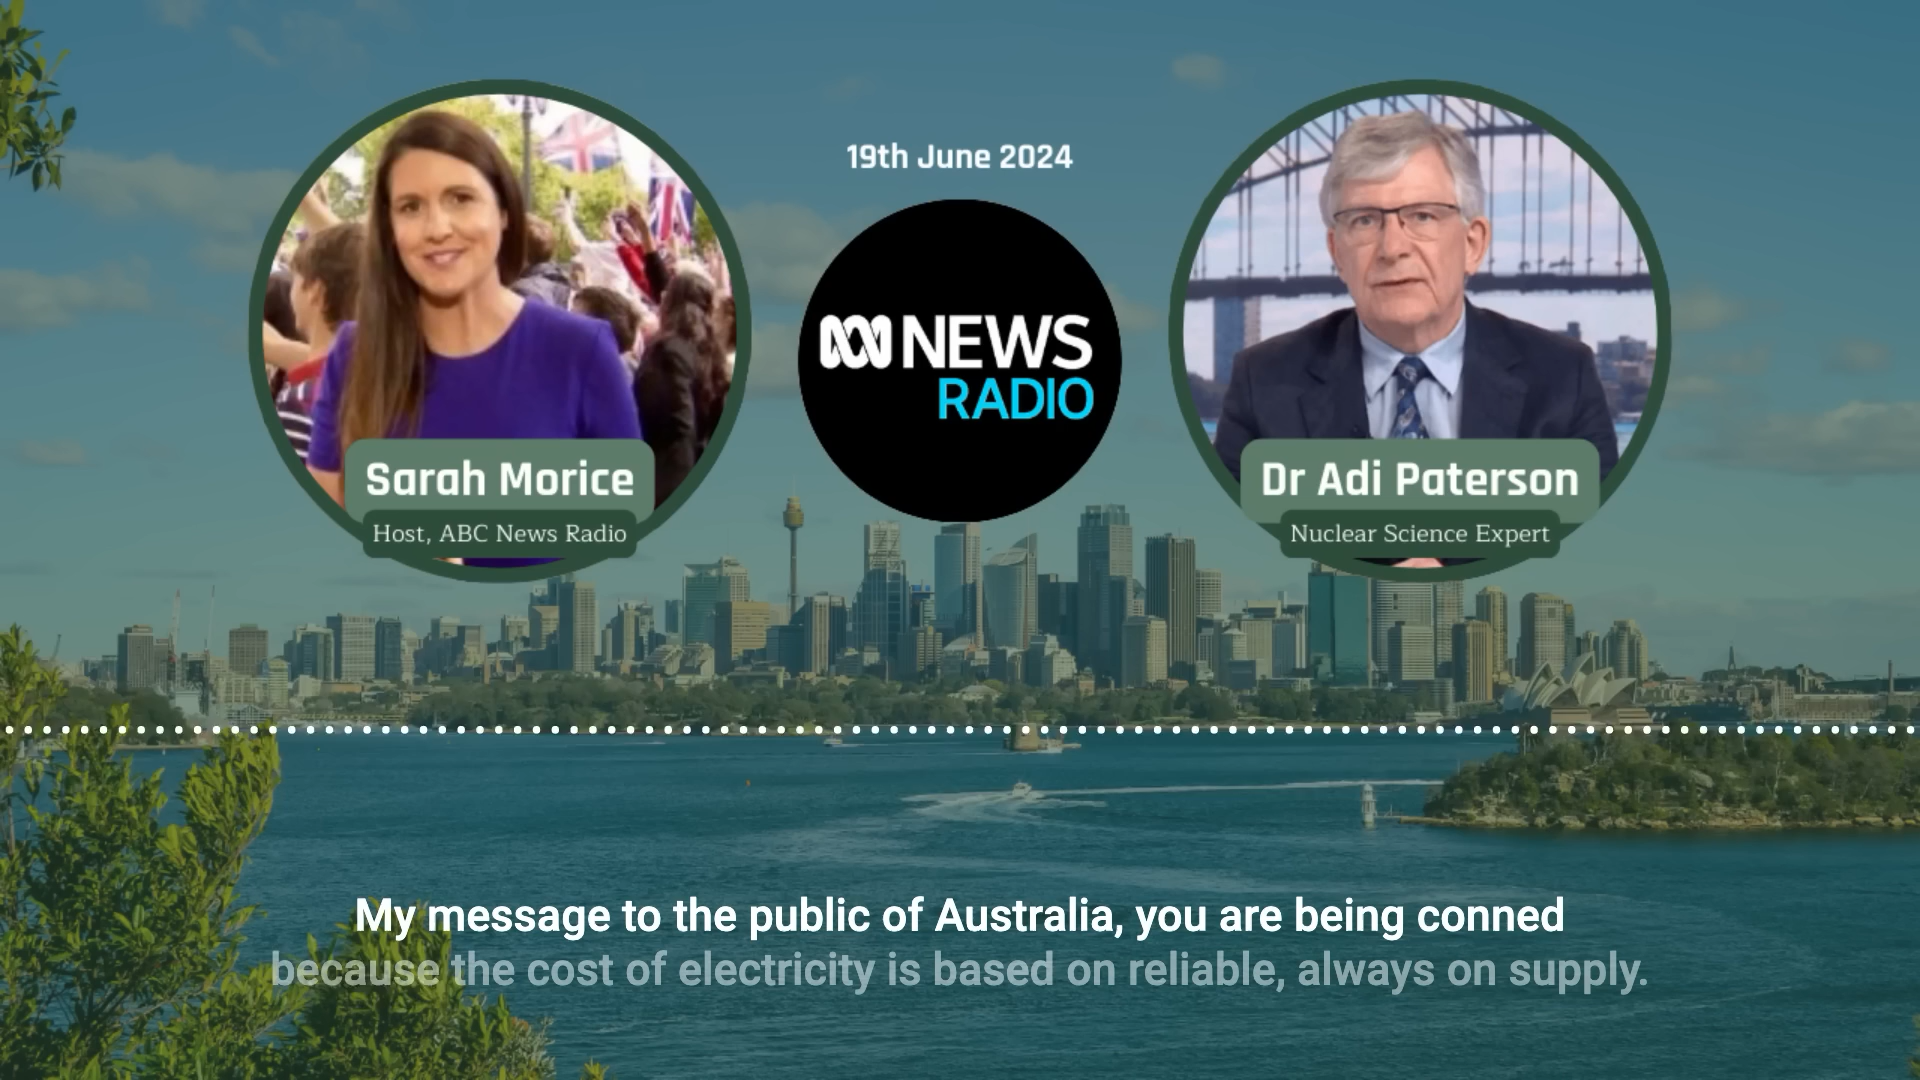 19th June 2024
NEWS
RADIO
Sarah Morice
Host, ABC News Radio
Dr Adi Paterson
Nuclear Science Expert
My message to the public of Australia, you are being conned
because the cost of electricity is based on reliable, always on supply.